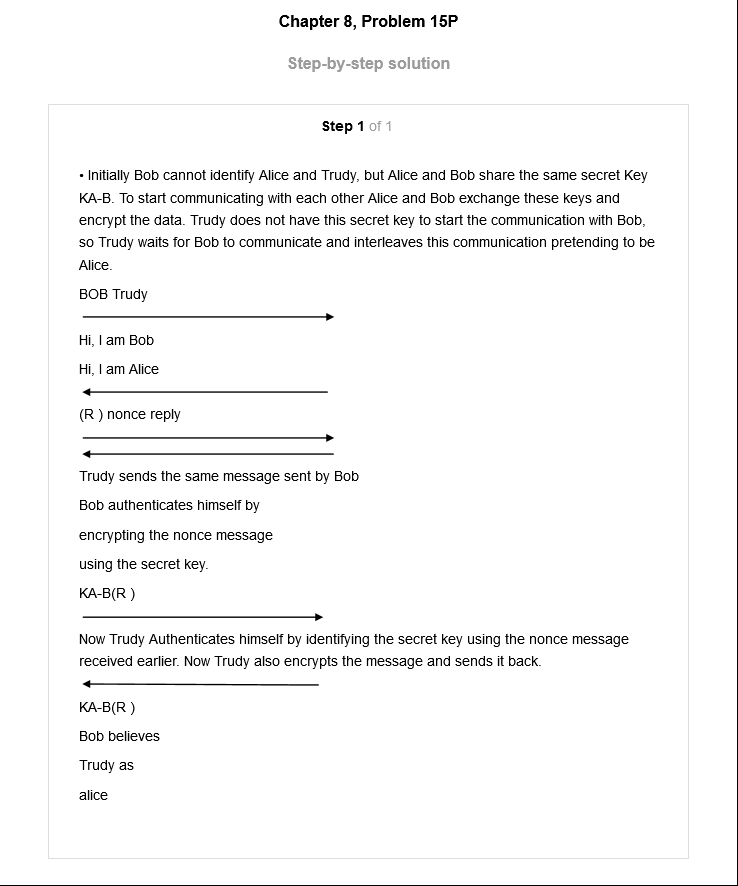 Chapter 8, Problem 15P
Step-by-step solution
Step 1 of 1
• Initially Bob cannot identify Alice and Trudy, but Alice and Bob share the same secret Key
KA-B. To start communicating with each other Alice and Bob exchange these keys and
encrypt the data. Trudy does not have this secret key to start the communication with Bob,
so Trudy waits for Bob to communicate and interleaves this communication pretending to be
Alice.
BOB Trudy
Hi, I am Bob
Hi, I am Alice
(R ) nonce reply
Trudy sends the same message sent by Bob
Bob authenticates himself by
encrypting the nonce message
using the secret key.
KA-B(R )
Now Trudy Authenticates himself by identifying the secret key using the nonce message
received earlier. Now Trudy also encrypts the message and sends it back.
KA-B(R )
Bob believes
Trudy as
alice